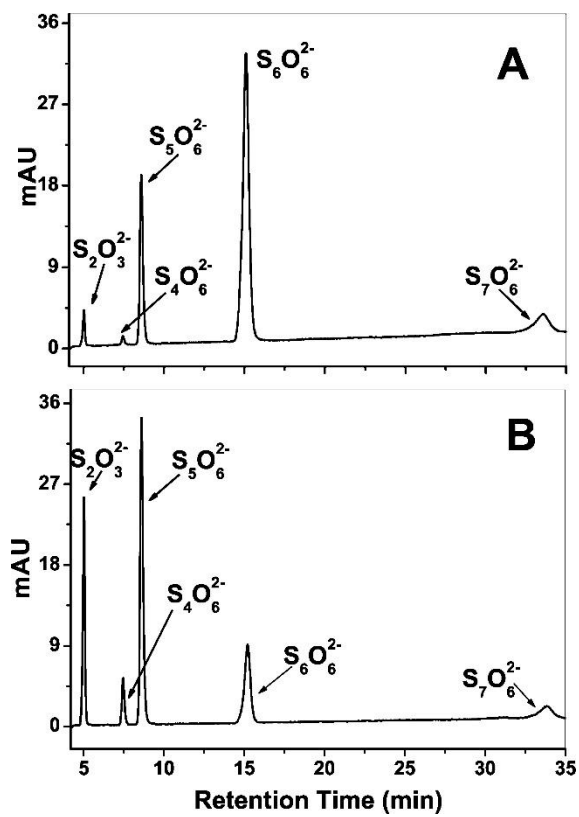 36
27
18
9
0
mAU
A
S₂O₃²⁻
S₄O₆²⁻
S₅O₆²⁻
S₆O₆²⁻
S₇O₆²⁻
36
27
18
9
0
mAU
B
S₂O₃²⁻
S₅O₆²⁻
S₄O₆²⁻
S₆O₆²⁻
S₇O₆²⁻
5 10 15 20 25 30 35
Retention Time (min)